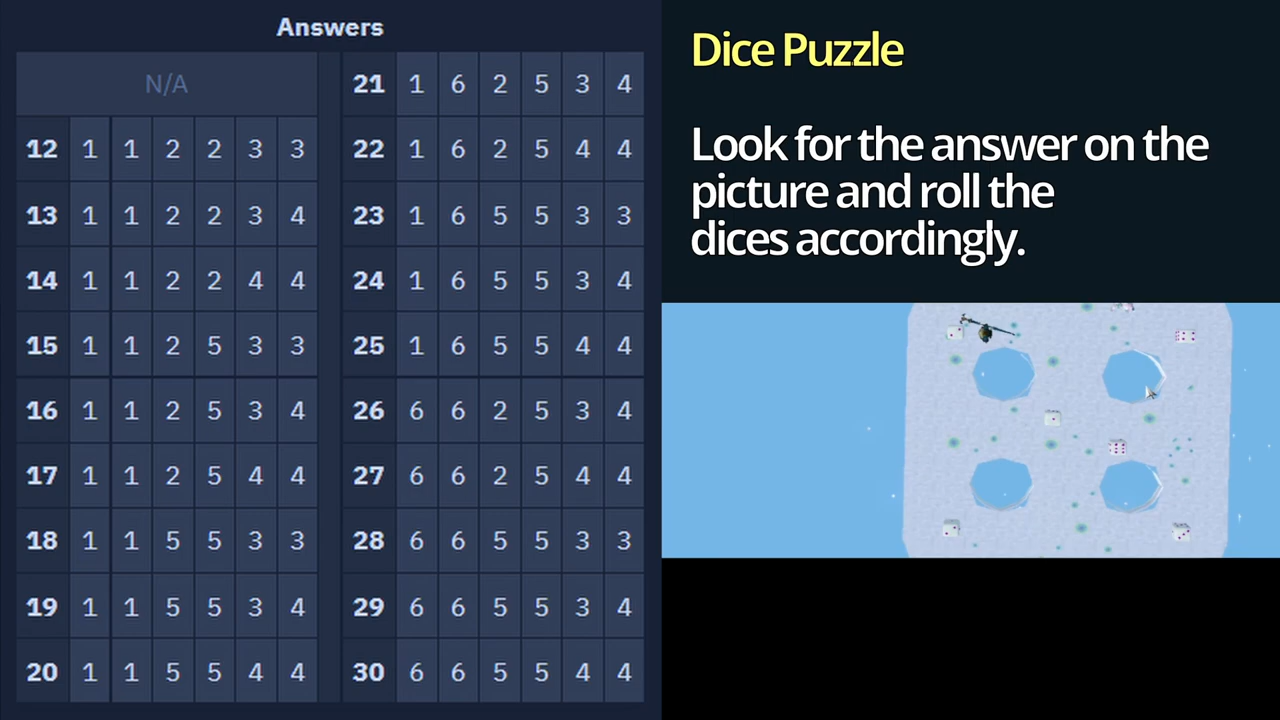 Answers
N/A
12 1 1 2 2 3 3
13 1 1 2 2 3 4
14 1 1 2 2 4 4
15 1 1 2 5 3 3
16 1 1 2 5 3 4
17 1 1 2 5 4 4
18 1 1 5 5 3 3
19 1 1 5 5 3 4
20 1 1 5 5 4 4
21 1 6 2 5 3 4
22 1 6 2 5 4 4
23 1 6 5 5 3 3
24 1 6 5 5 3 4
25 1 6 5 5 4 4
26 6 6 2 5 3 4
27 6 6 2 5 4 4
28 6 6 5 5 3 3
29 6 6 5 5 3 4
30 6 6 5 5 4 4
Dice Puzzle
Look for the answer on the
picture and roll the
dices accordingly.